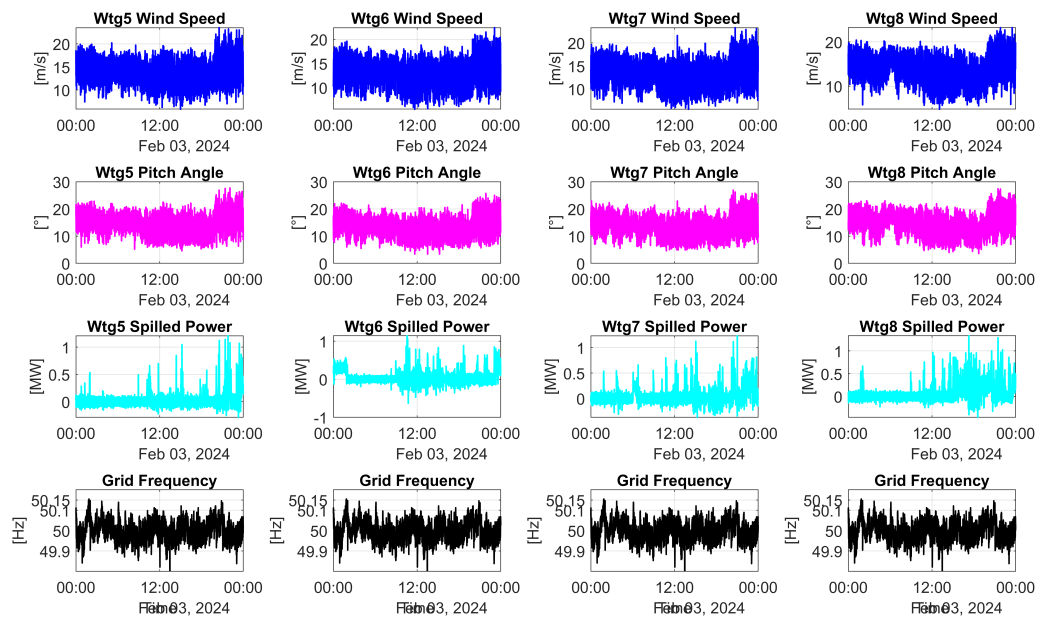 Wtg5 Wind Speed Wtg6 Wind Speed Wtg7 Wind Speed Wtg8 Wind Speed
20 20 20 20
15 15 15
10 10 10 10
[m/s] [m/s] [m/s] [m/s]
00:00 12:00 00:00 00:00 12:00 00:00 00:00 12:00 00:00 00:00 12:00 00:00
Feb 03, 2024 Feb 03, 2024 Feb 03, 2024 Feb 03, 2024
Wtg5 Pitch Angle Wtg6 Pitch Angle Wtg7 Pitch Angle Wtg8 Pitch Angle
30 30 30 30
20 20 20 20
10 10 10 10
0 0 0 0
[°] [°] [°] [°]
00:00 12:00 00:00 00:00 12:00 00:00 00:00 12:00 00:00 00:00 12:00 00:00
Feb 03, 2024 Feb 03, 2024 Feb 03, 2024 Feb 03, 2024
Wtg5 Spilled Power Wtg6 Spilled Power Wtg7 Spilled Power Wtg8 Spilled Power
1 1 1 1
0.5 0.5 0.5
0 0 0 0
-1
[MW] [MW] [MW] [MW]
00:00 12:00 00:00 00:00 12:00 00:00 00:00 12:00 00:00 00:00 12:00 00:00
Feb 03, 2024 Feb 03, 2024 Feb 03, 2024 Feb 03, 2024
Grid Frequency Grid Frequency Grid Frequency Grid Frequency
50.15 50.15 50.15 50.15
50.1 50.1 50.1 50.1
50 50 50 50
49.9 49.9 49.9 49.9
[Hz] [Hz] [Hz] [Hz]
00:00 12:00 00:00 00:00 12:00 00:00 00:00 12:00 00:00 00:00 12:00 00:00
Feb 03, 2024 Feb 03, 2024 Feb 03, 2024 Feb 03, 2024
Time Time Time Time